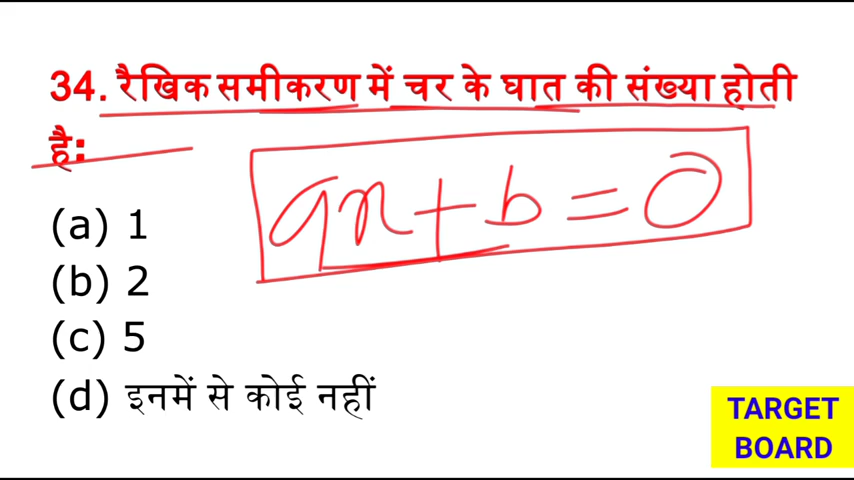 34. रैखिक समीकरण में चर के घात की संख्या होती
है:
ax + b = 0
(a) 1
(b) 2
(c) 5
(d) इनमें से कोई नहीं
TARGET
BOARD